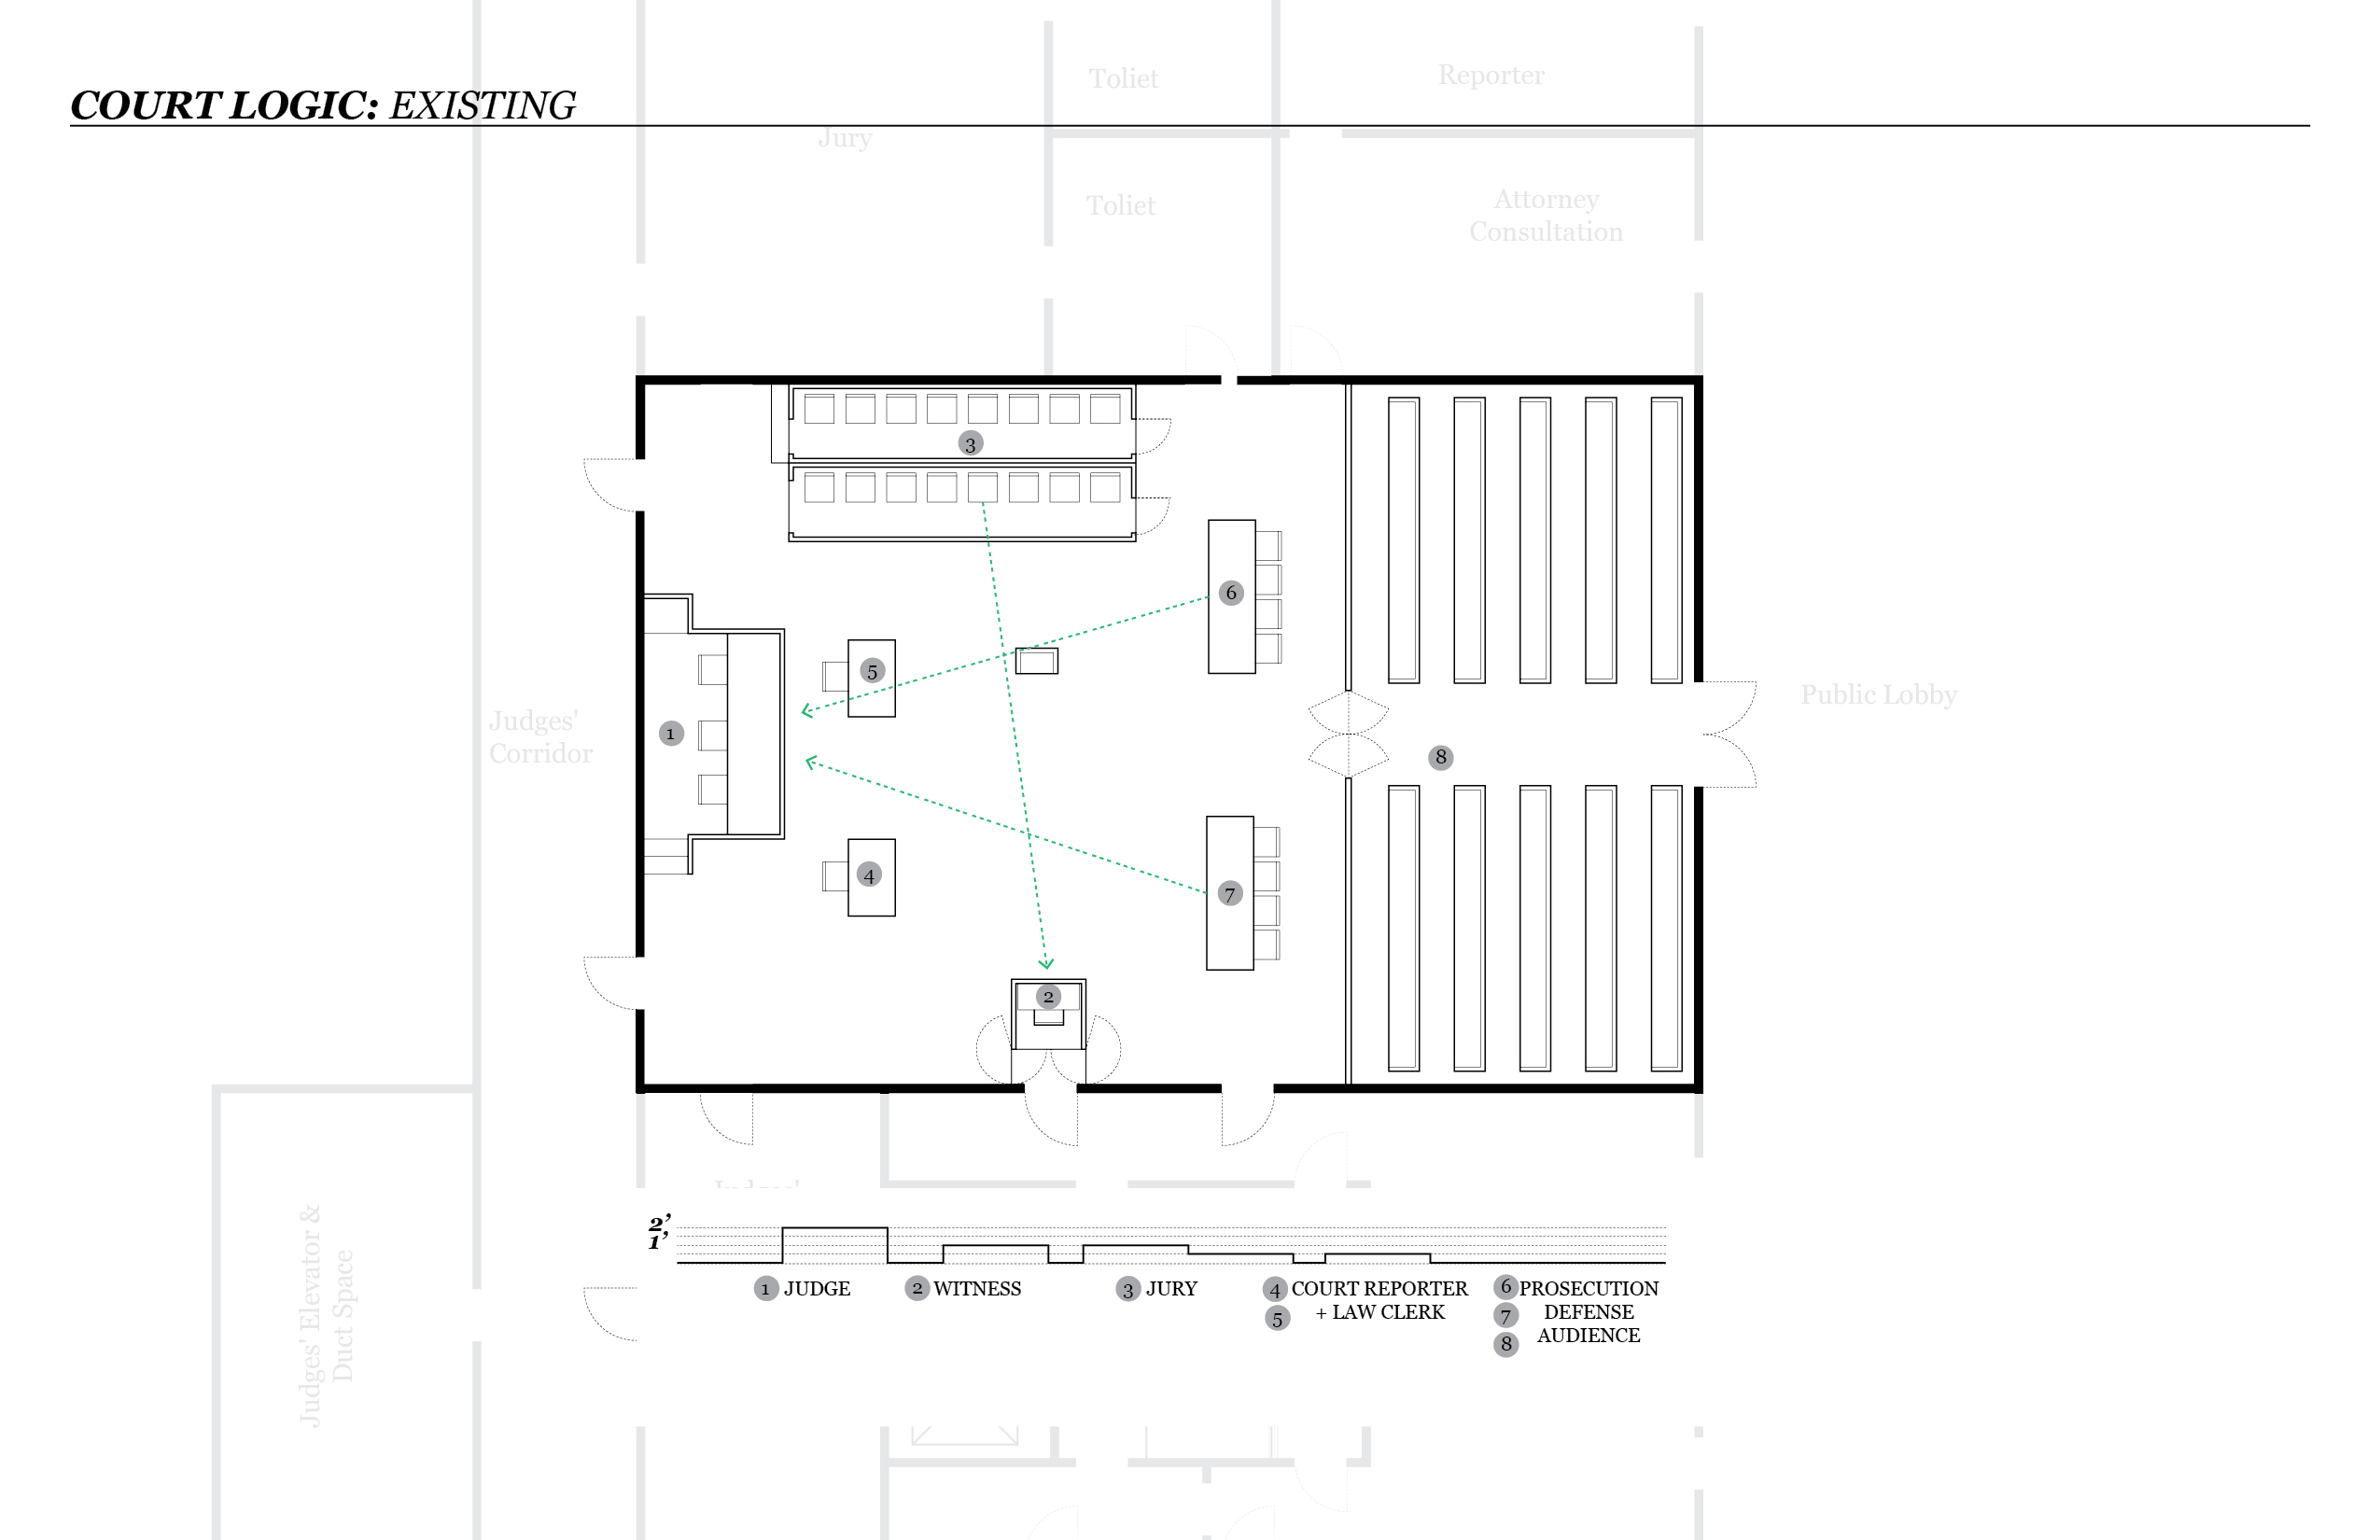 Toliet
Reporter
COURT LOGIC: EXISTING
Jury
Toliet
Attorney
Consultation
3
6
5
Judges'
Corridor
1
Public Lobby
8
4
7
2
2’
1’
Judges' Elevator &
Duct Space
1 JUDGE
2 WITNESS
3 JURY
4 COURT REPORTER
5 + LAW CLERK
6 PROSECUTION
7 DEFENSE
8 AUDIENCE